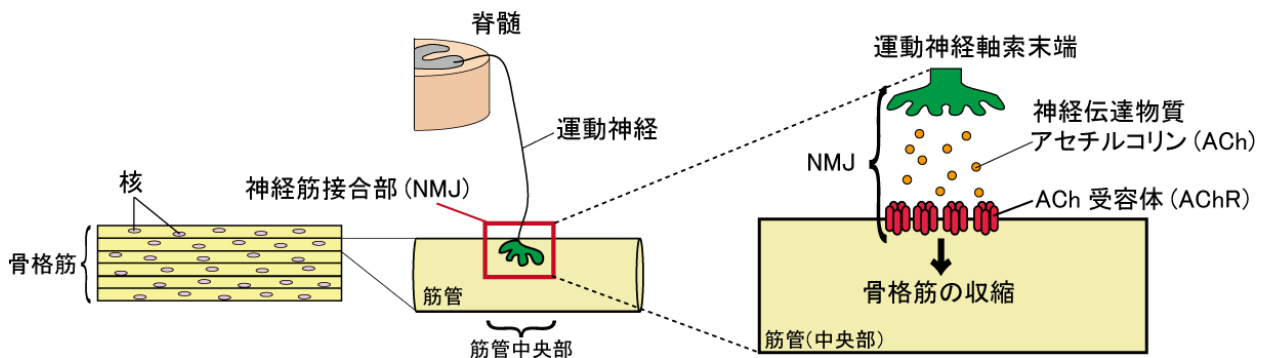 脊髄
運動神経
神経筋接合部(NMJ)
核
骨格筋
筋管
筋管中央部
運動神経軸索末端
神経伝達物質
アセチルコリン(ACh)
NMJ
ACh 受容体(AChR)
骨格筋の収縮
筋管(中央部)